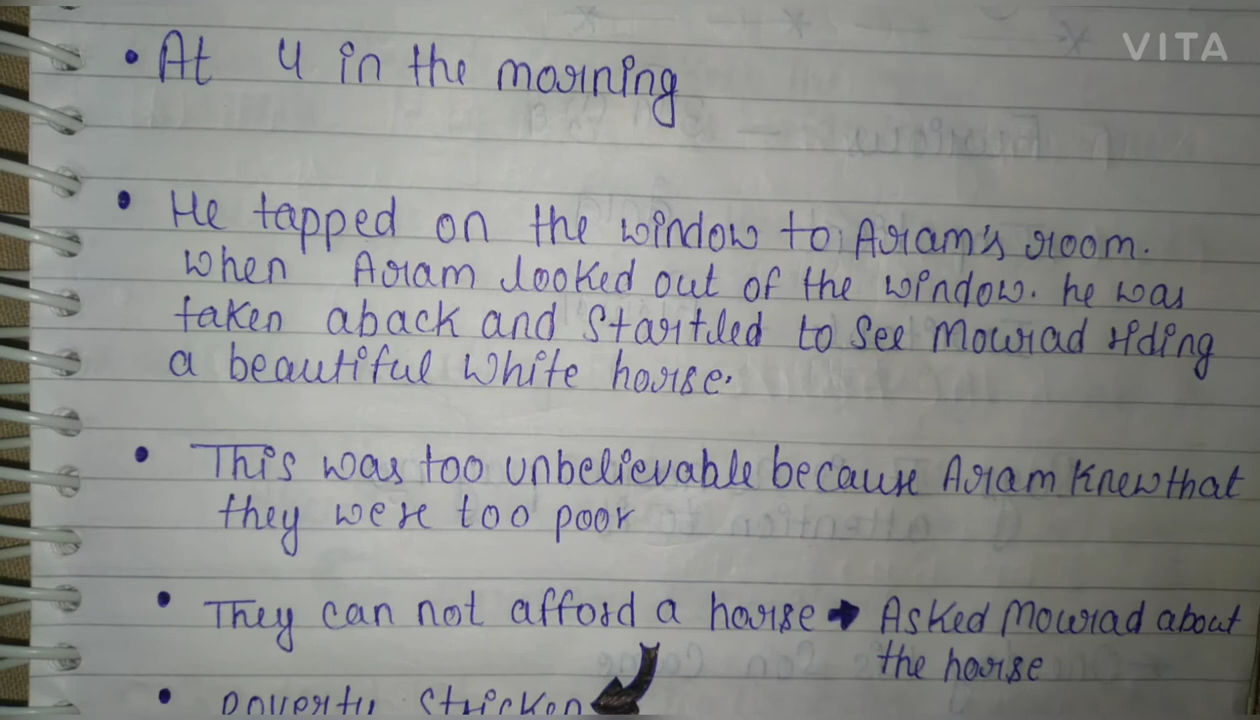 VITA
• At 4 in the morning
• He tapped on the window to Aram's room.
when Aram looked out of the window. he was
taken aback and startled to see Mourad riding
a beautiful white horse.
• This was too unbelievable because Aram knew that
they were too poor
• They can not afford a horse → Asked Mourad about
the horse
• poverty stricken